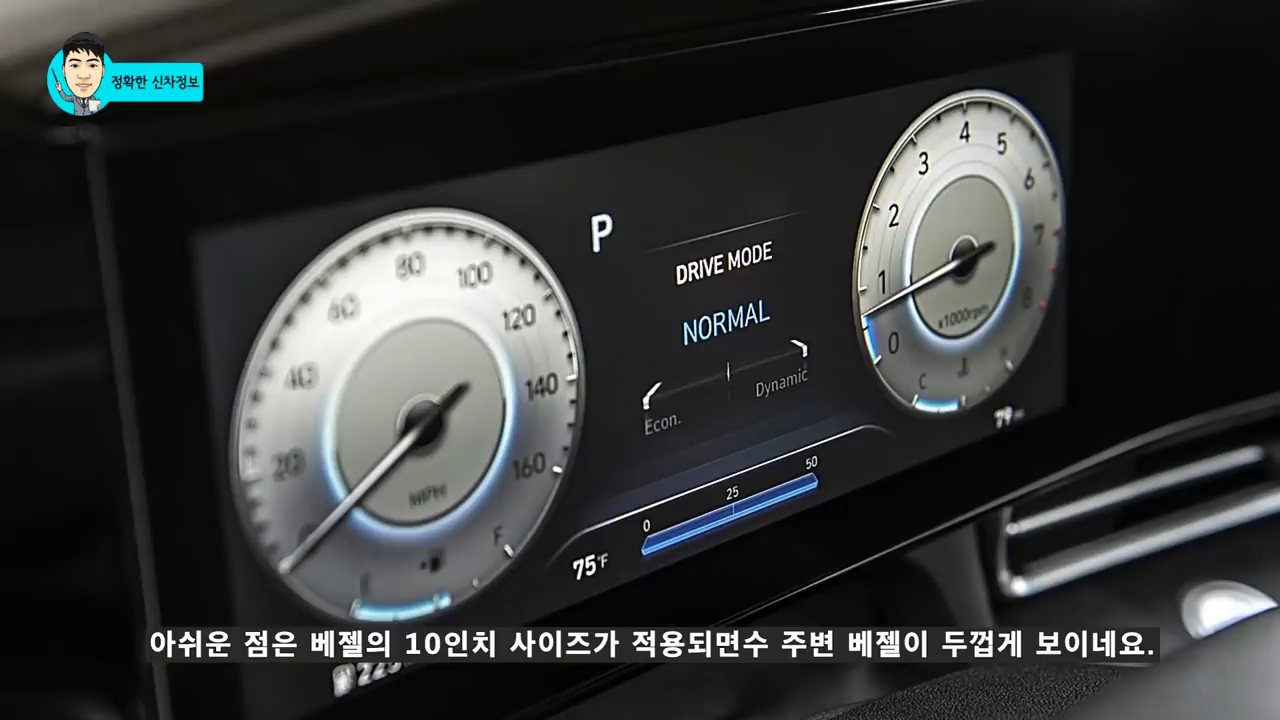 정확한 신차정보
P
DRIVE MODE
NORMAL
Econ.
Dynamic
0 25 50
75°F
0 20 40 60 80 100 120 140 160
MPH
F
0 1 2 3 4 5 6 7 8
x1000rpm
C
79
아쉬운 점은 베젤의 10인치 사이즈가 적용되면수 주변 베젤이 두껍게 보이네요.